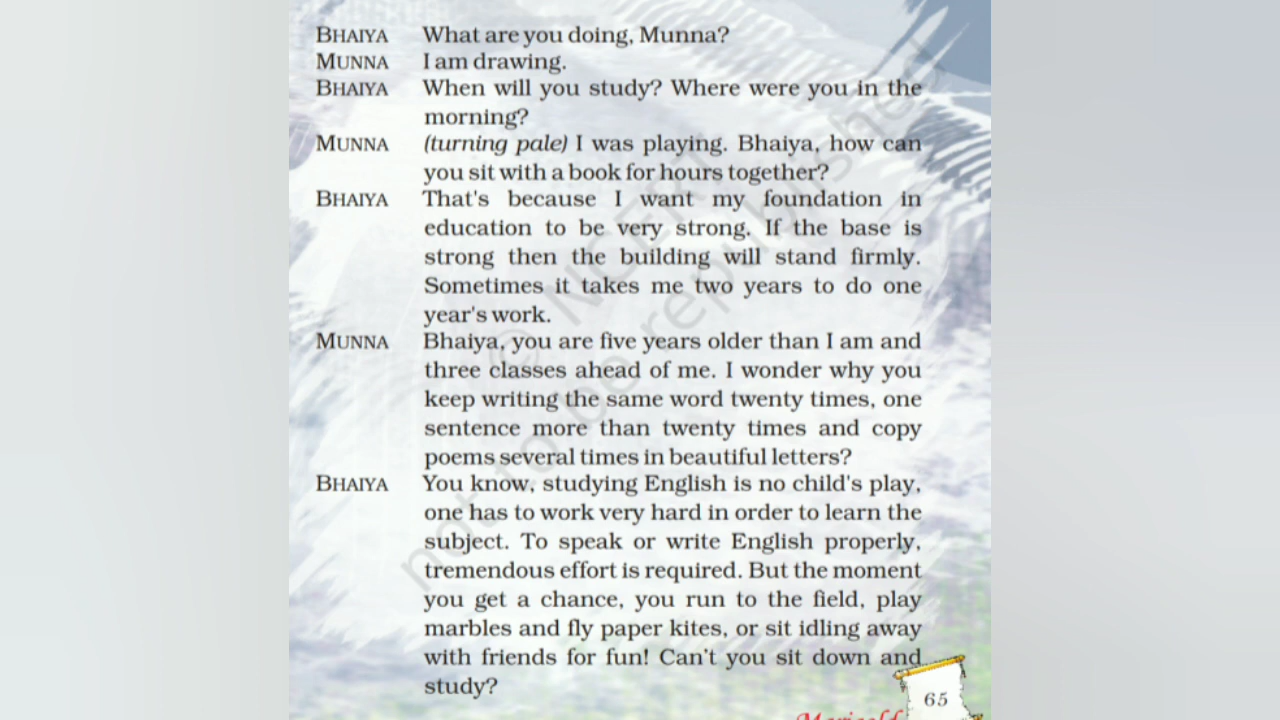 BHAIYA What are you doing, Munna?
MUNNA I am drawing.
BHAIYA When will you study? Where were you in the
morning?
MUNNA (turning pale) I was playing. Bhaiya, how can
you sit with a book for hours together?
BHAIYA That's because I want my foundation in
education to be very strong. If the base is
strong then the building will stand firmly.
Sometimes it takes me two years to do one
year's work.
MUNNA Bhaiya, you are five years older than I am and
three classes ahead of me. I wonder why you
keep writing the same word twenty times, one
sentence more than twenty times and copy
poems several times in beautiful letters?
BHAIYA You know, studying English is no child's play,
one has to work very hard in order to learn the
subject. To speak or write English properly,
tremendous effort is required. But the moment
you get a chance, you run to the field, play
marbles and fly paper kites, or sit idling away
with friends for fun! Can't you sit down and
study?
65
© NCERT
not to be republished